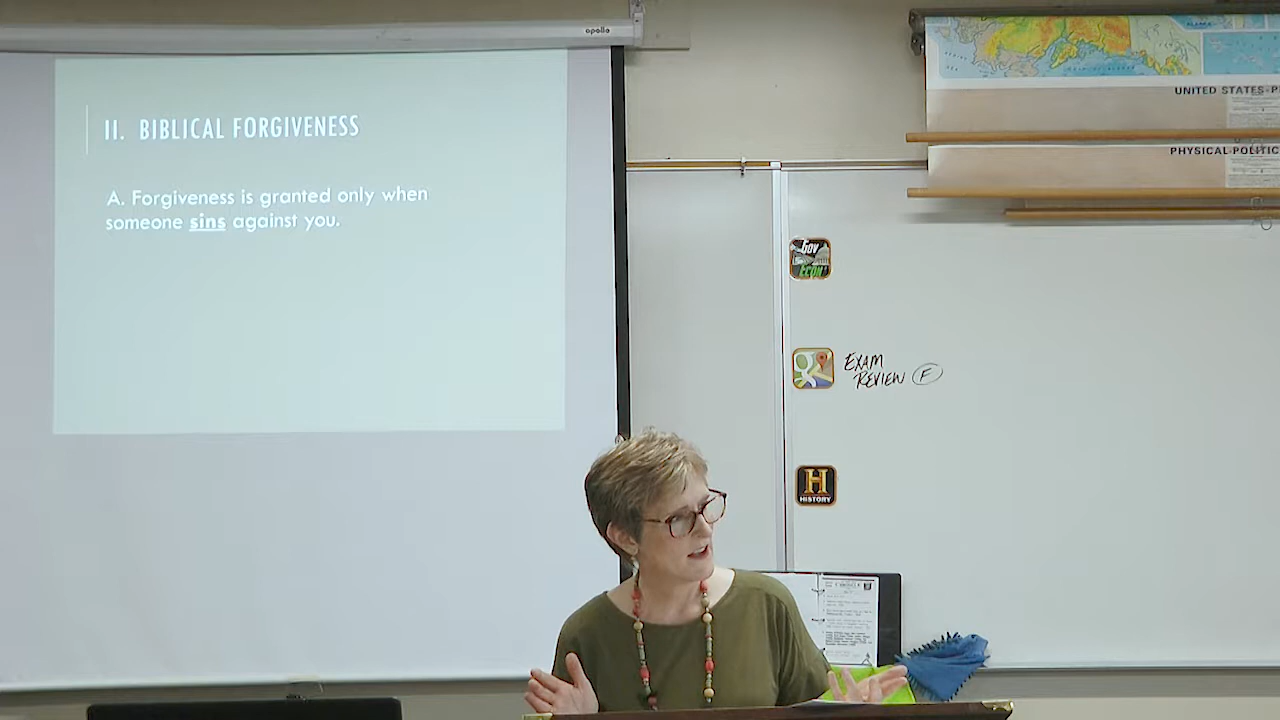 apollo
II. BIBLICAL FORGIVENESS
A. Forgiveness is granted only when
someone sins against you.
UNITED STATES-P
PHYSICAL-POLITIC
GOV
ECON
EXAM
REVIEW F
H
HISTORY